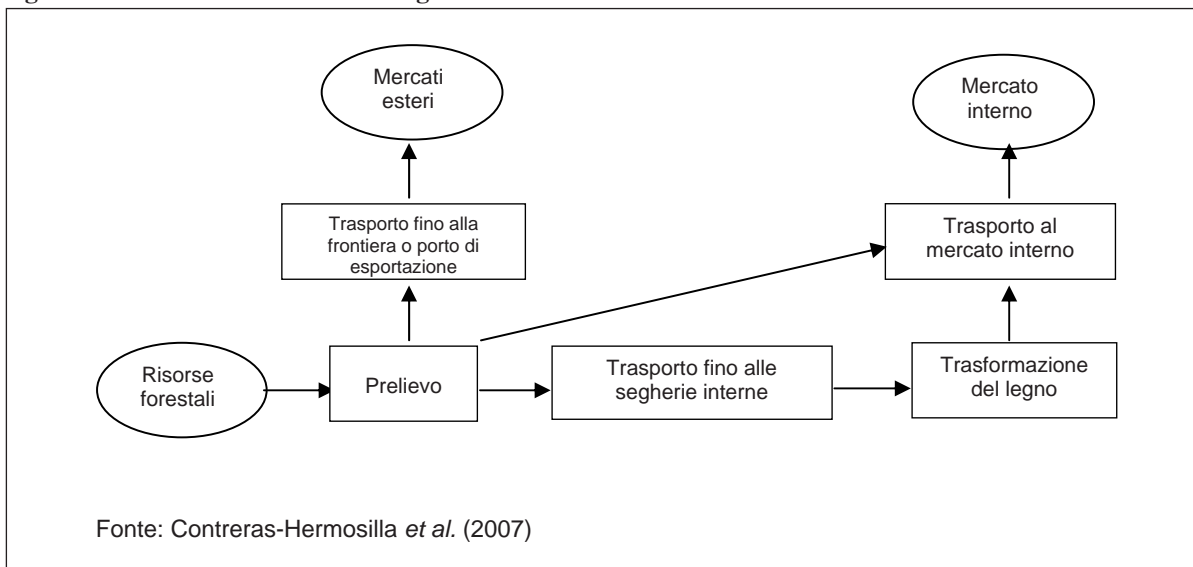 Mercati
esteri
Mercato
interno
Trasporto fino alla
frontiera o porto di
esportazione
Trasporto al
mercato interno
Risorse
forestali
Prelievo
Trasporto fino alle
segherie interne
Trasformazione
del legno
Fonte: Contreras-Hermosilla et al. (2007)